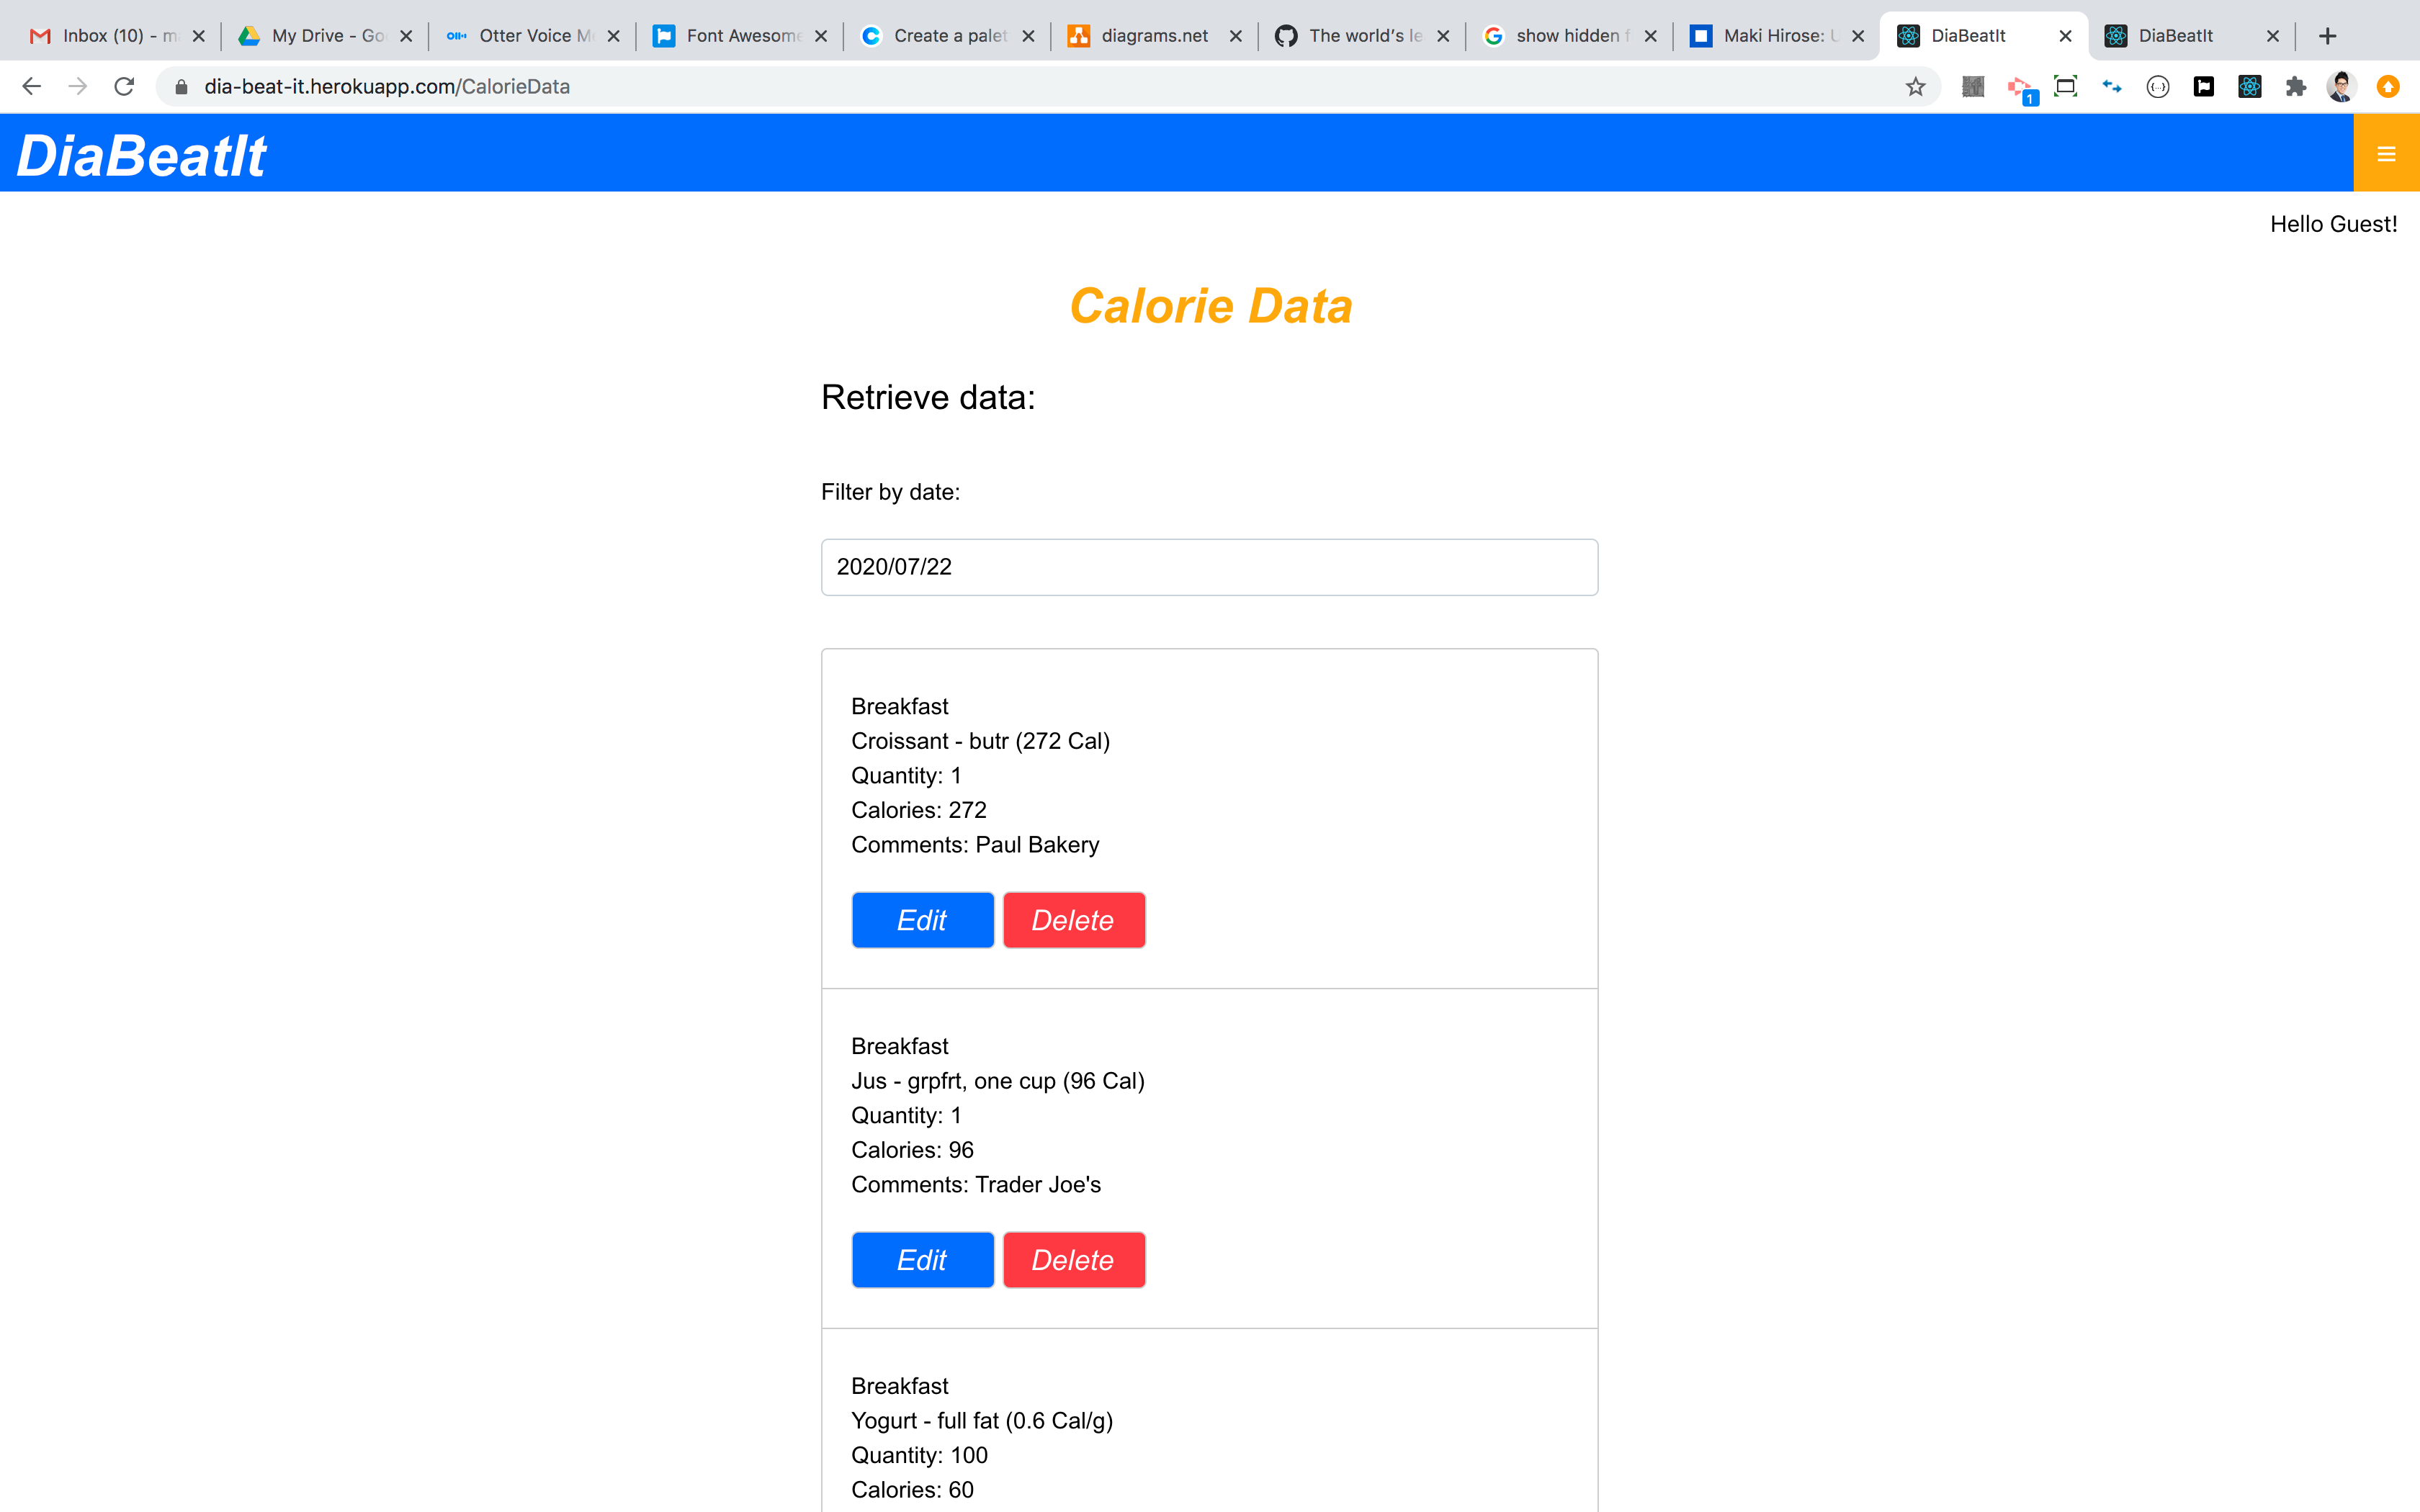 Inbox (10) - m
My Drive - Go
Otter Voice M
Font Awesome
Create a palet
diagrams.net
The world's le
show hidden f
Maki Hirose: U
DiaBeatIt
DiaBeatIt
dia-beat-it.herokuapp.com/CalorieData
1
DiaBeatIt
Hello Guest!
Calorie Data
Retrieve data:
Filter by date:
2020/07/22
Breakfast
Croissant - butr (272 Cal)
Quantity: 1
Calories: 272
Comments: Paul Bakery
Edit Delete
Breakfast
Jus - grpfrt, one cup (96 Cal)
Quantity: 1
Calories: 96
Comments: Trader Joe's
Edit Delete
Breakfast
Yogurt - full fat (0.6 Cal/g)
Quantity: 100
Calories: 60